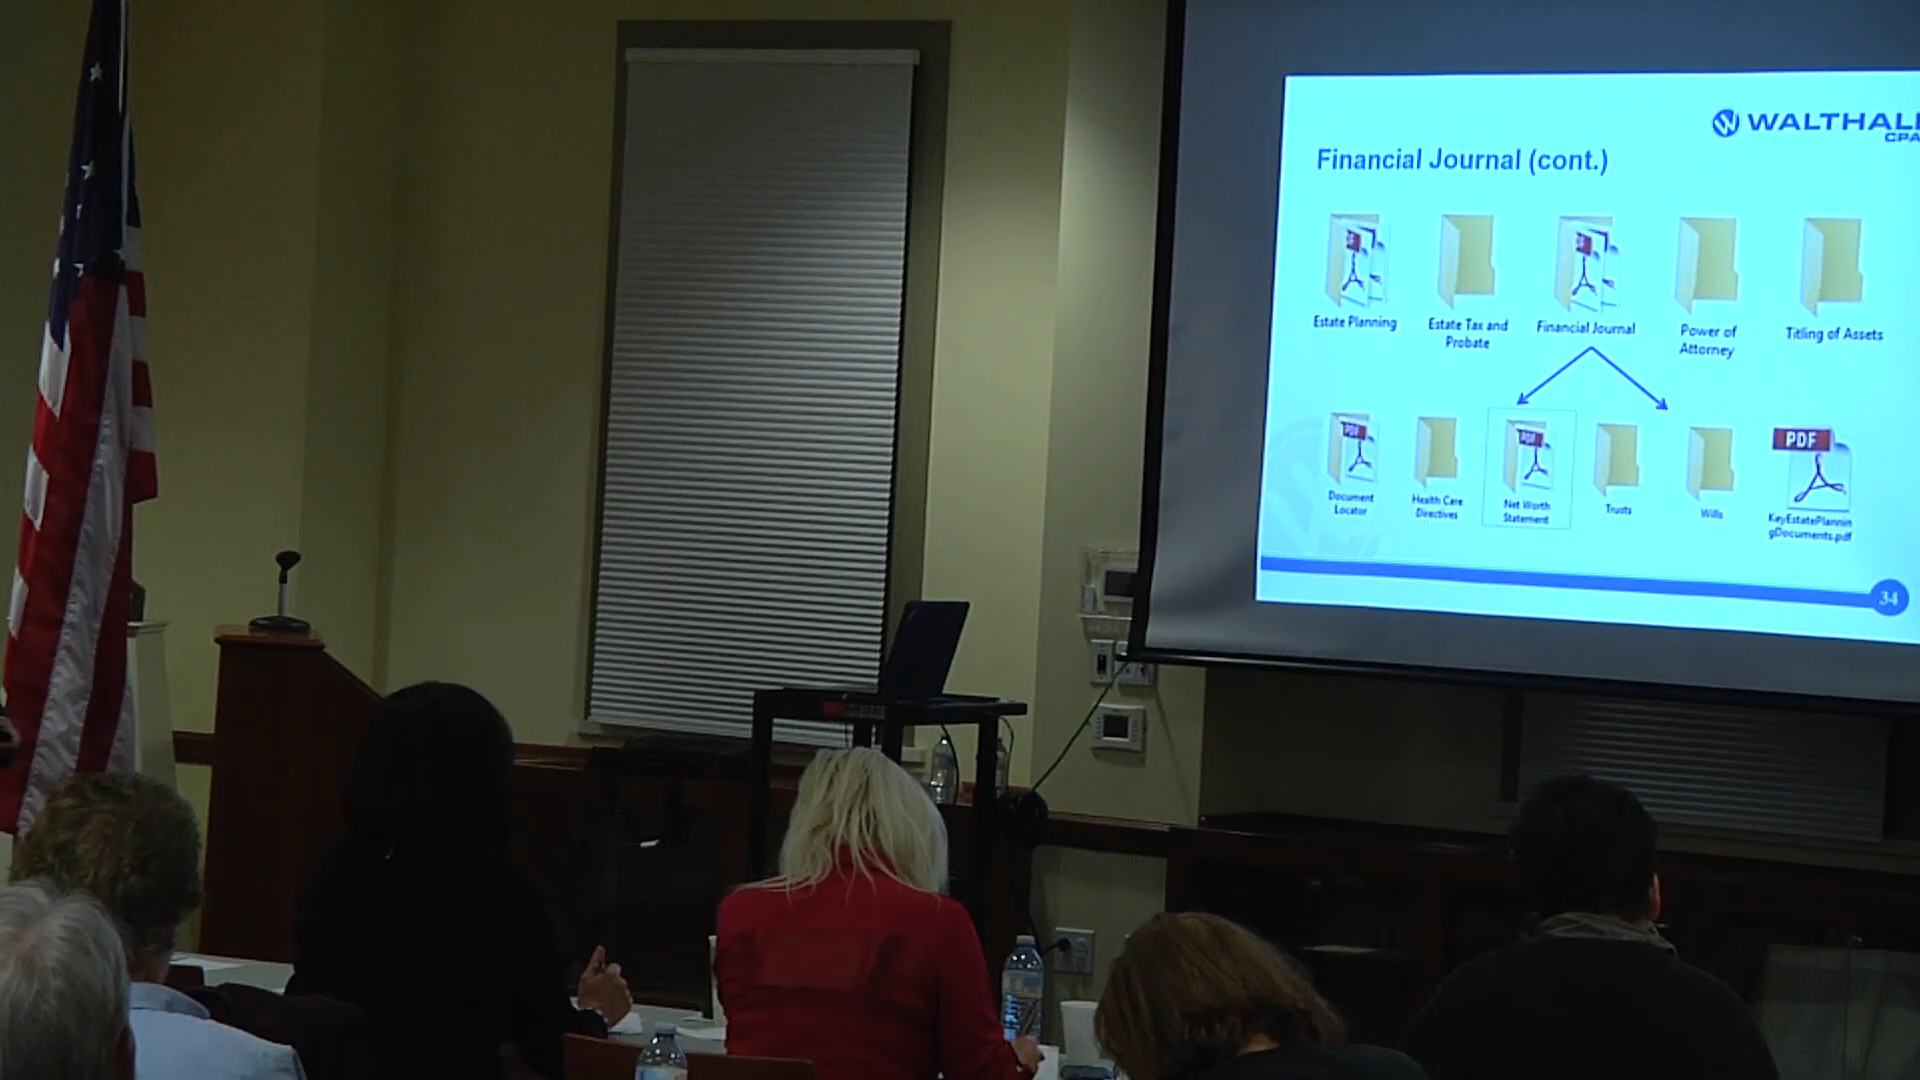 WALTHALL
CPA
Financial Journal (cont.)
Estate Planning
Estate Tax and
Probate
Financial Journal
Power of
Attorney
Titling of Assets
PDF
PDF
PDF
Document
Locator
Health Care
Directives
Net Worth
Statement
Trusts
Wills
KeyEstatePlannin
gDocuments.pdf
34